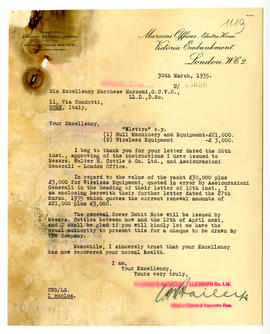 1119
Marconi Offices, Electra House,
Victoria Embankment,
London, W.C.2.
30th March, 1935.
His Excellency Marchese Marconi, G.C.V.O.,
LL.D., D.Sc.
11, Via Condotti,
ROME, Italy.
Your Excellency,
"Elettra" s.y.
(1) Hull Machinery and Equipment-£21,000.
(2) Wireless Equipment -£ 3,000.
I beg to thank you for your letter dated 26th
inst., approving of the instructions I have issued to
Messrs. Walter S. Cottle & Co. Ltd., and Assicurazioni
Generali - London Office -
In regard to the value of the yacht £30,000 plus
£3,000 for Wireless Equipment, quoted in error by Assicurazioni
Generali in the heading of their letter of 15th inst., I
am enclosing herewith their further letter dated the 27th
March, 1935 which quotes the correct renewal amounts of
£21,000 plus £3,000.
The renewal Cover Debit Note will be issued by
Messrs. Cottles between now and the 12th of April next,
and I shall be glad if you will kindly let me have the
usual authority to present this for a cheque to be drawn by
the Company.
Meanwhile, I sincerely trust that your Excellency
has now recovered your normal health.
I am,
Your Excellency,
Yours very truly,
TELEGRAPH Co. Ltd.
1 enclos.